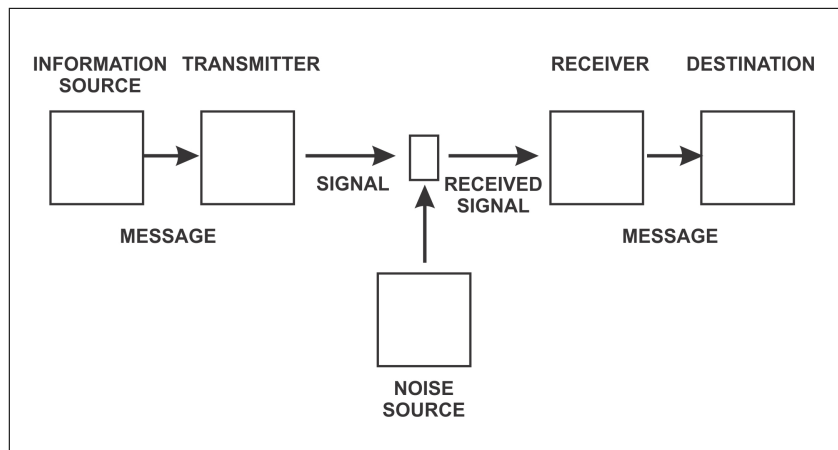 INFORMATION
SOURCE
TRANSMITTER
RECEIVER
DESTINATION
SIGNAL
RECEIVED
SIGNAL
MESSAGE
MESSAGE
NOISE
SOURCE